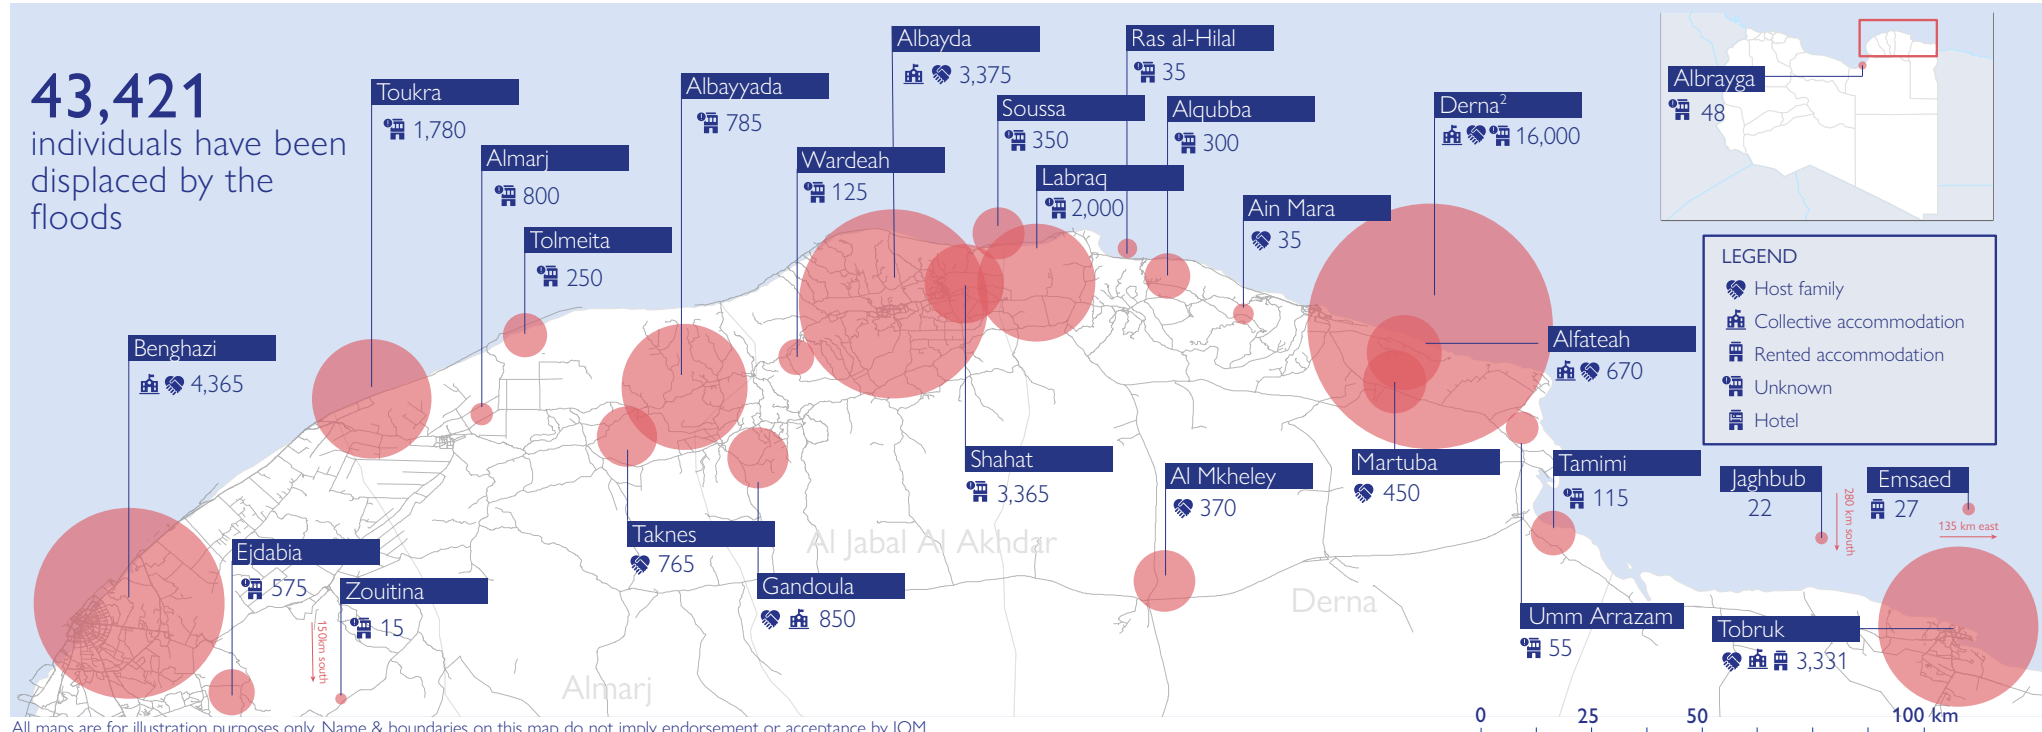 43,421
individuals have been
displaced by the
floods
Toukra
1,780
Almarj
800
Tolmeita
250
Benghazi
4,365
Ejdabia
575
Zouitina
15
150km south
Albayyada
785
Wardeah
125
Albayda
3,375
Soussa
350
Labraq
2,000
Ras al-Hilal
35
Alqubba
300
Ain Mara
35
Derna2
16,000
Albrayga
48
LEGEND
Host family
Collective accommodation
Rented accommodation
Unknown
Hotel
Alfateah
670
Taknes
765
Gandoula
850
Shahat
3,365
Al Mkheley
370
Martuba
450
Tamimi
115
Umm Arrazam
55
Jaghbub
22
280 km south
Emsaed
27
135 km east
Tobruk
3,331
Al Jabal Al Akhdar
Derna
Almarj
0 25 50 100 km
All maps are for illustration purposes only. Name & boundaries on this map do not imply endorsement or acceptance by IOM